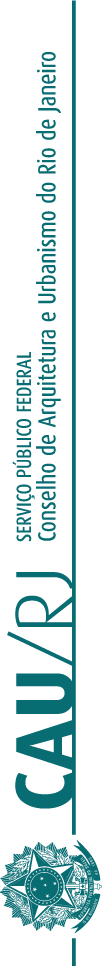 CAU/RJ
SERVIÇO PÚBLICO FEDERAL
Conselho de Arquitetura e Urbanismo do Rio de Janeiro